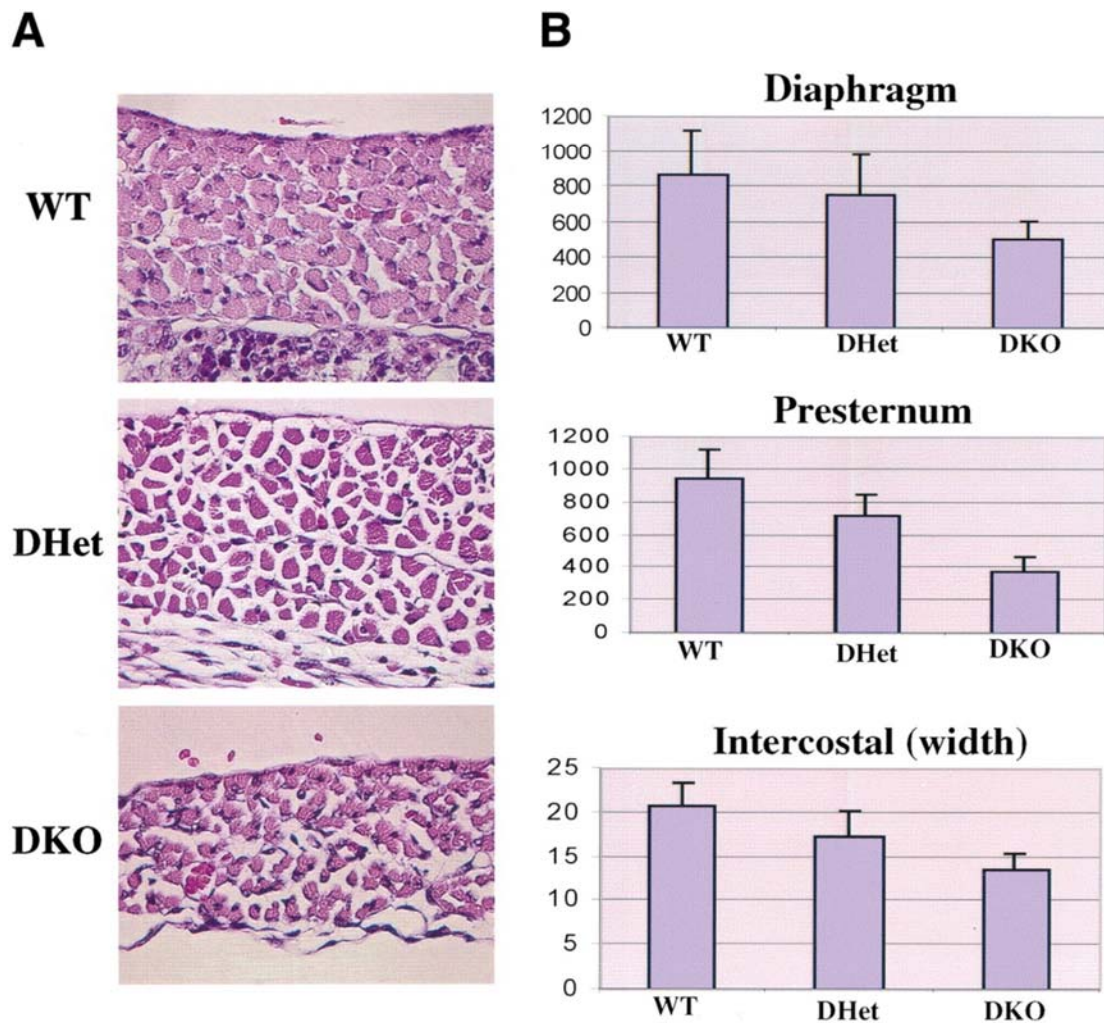 A
WT
DHet
DKO
B
Diaphragm
1200
1000
800
600
400
200
0
WT DHet DKO
Presternum
1200
1000
800
600
400
200
0
WT DHet DKO
Intercostal (width)
25
20
15
10
5
0
WT DHet DKO